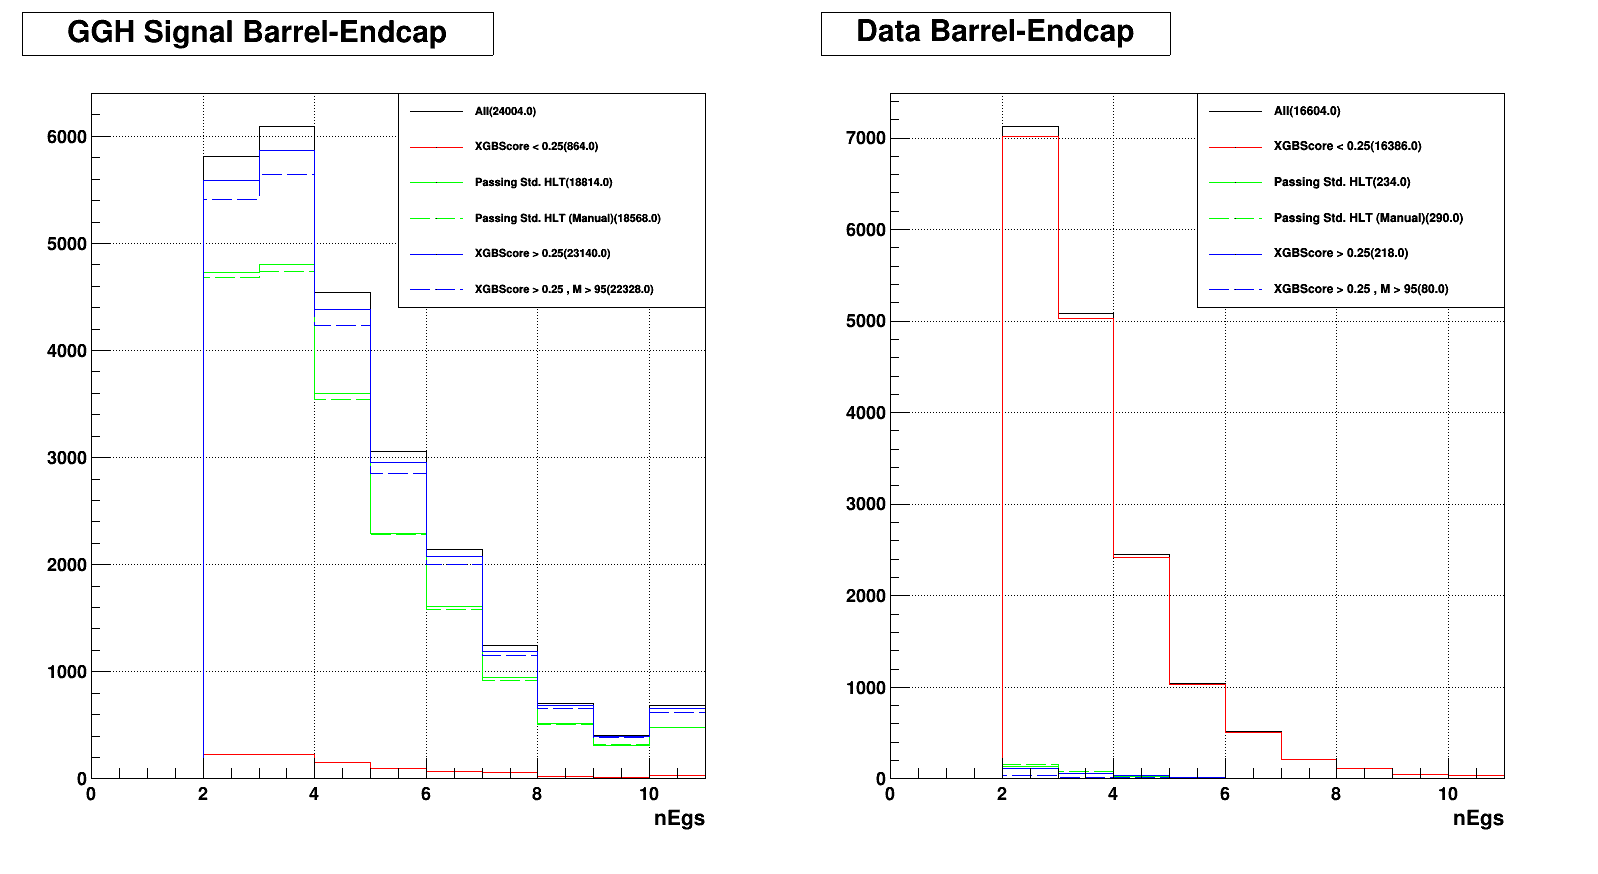 GGH Signal Barrel-Endcap
All(24004.0)
XGBScore < 0.25(864.0)
Passing Std. HLT(18814.0)
Passing Std. HLT (Manual)(18568.0)
XGBScore > 0.25(23140.0)
XGBScore > 0.25 , M > 95(22328.0)
6000
5000
4000
3000
2000
1000
0
0 2 4 6 8 10
nEgs
Data Barrel-Endcap
All(16604.0)
XGBScore < 0.25(16386.0)
Passing Std. HLT(234.0)
Passing Std. HLT (Manual)(290.0)
XGBScore > 0.25(218.0)
XGBScore > 0.25 , M > 95(80.0)
7000
6000
5000
4000
3000
2000
1000
0
0 2 4 6 8 10
nEgs